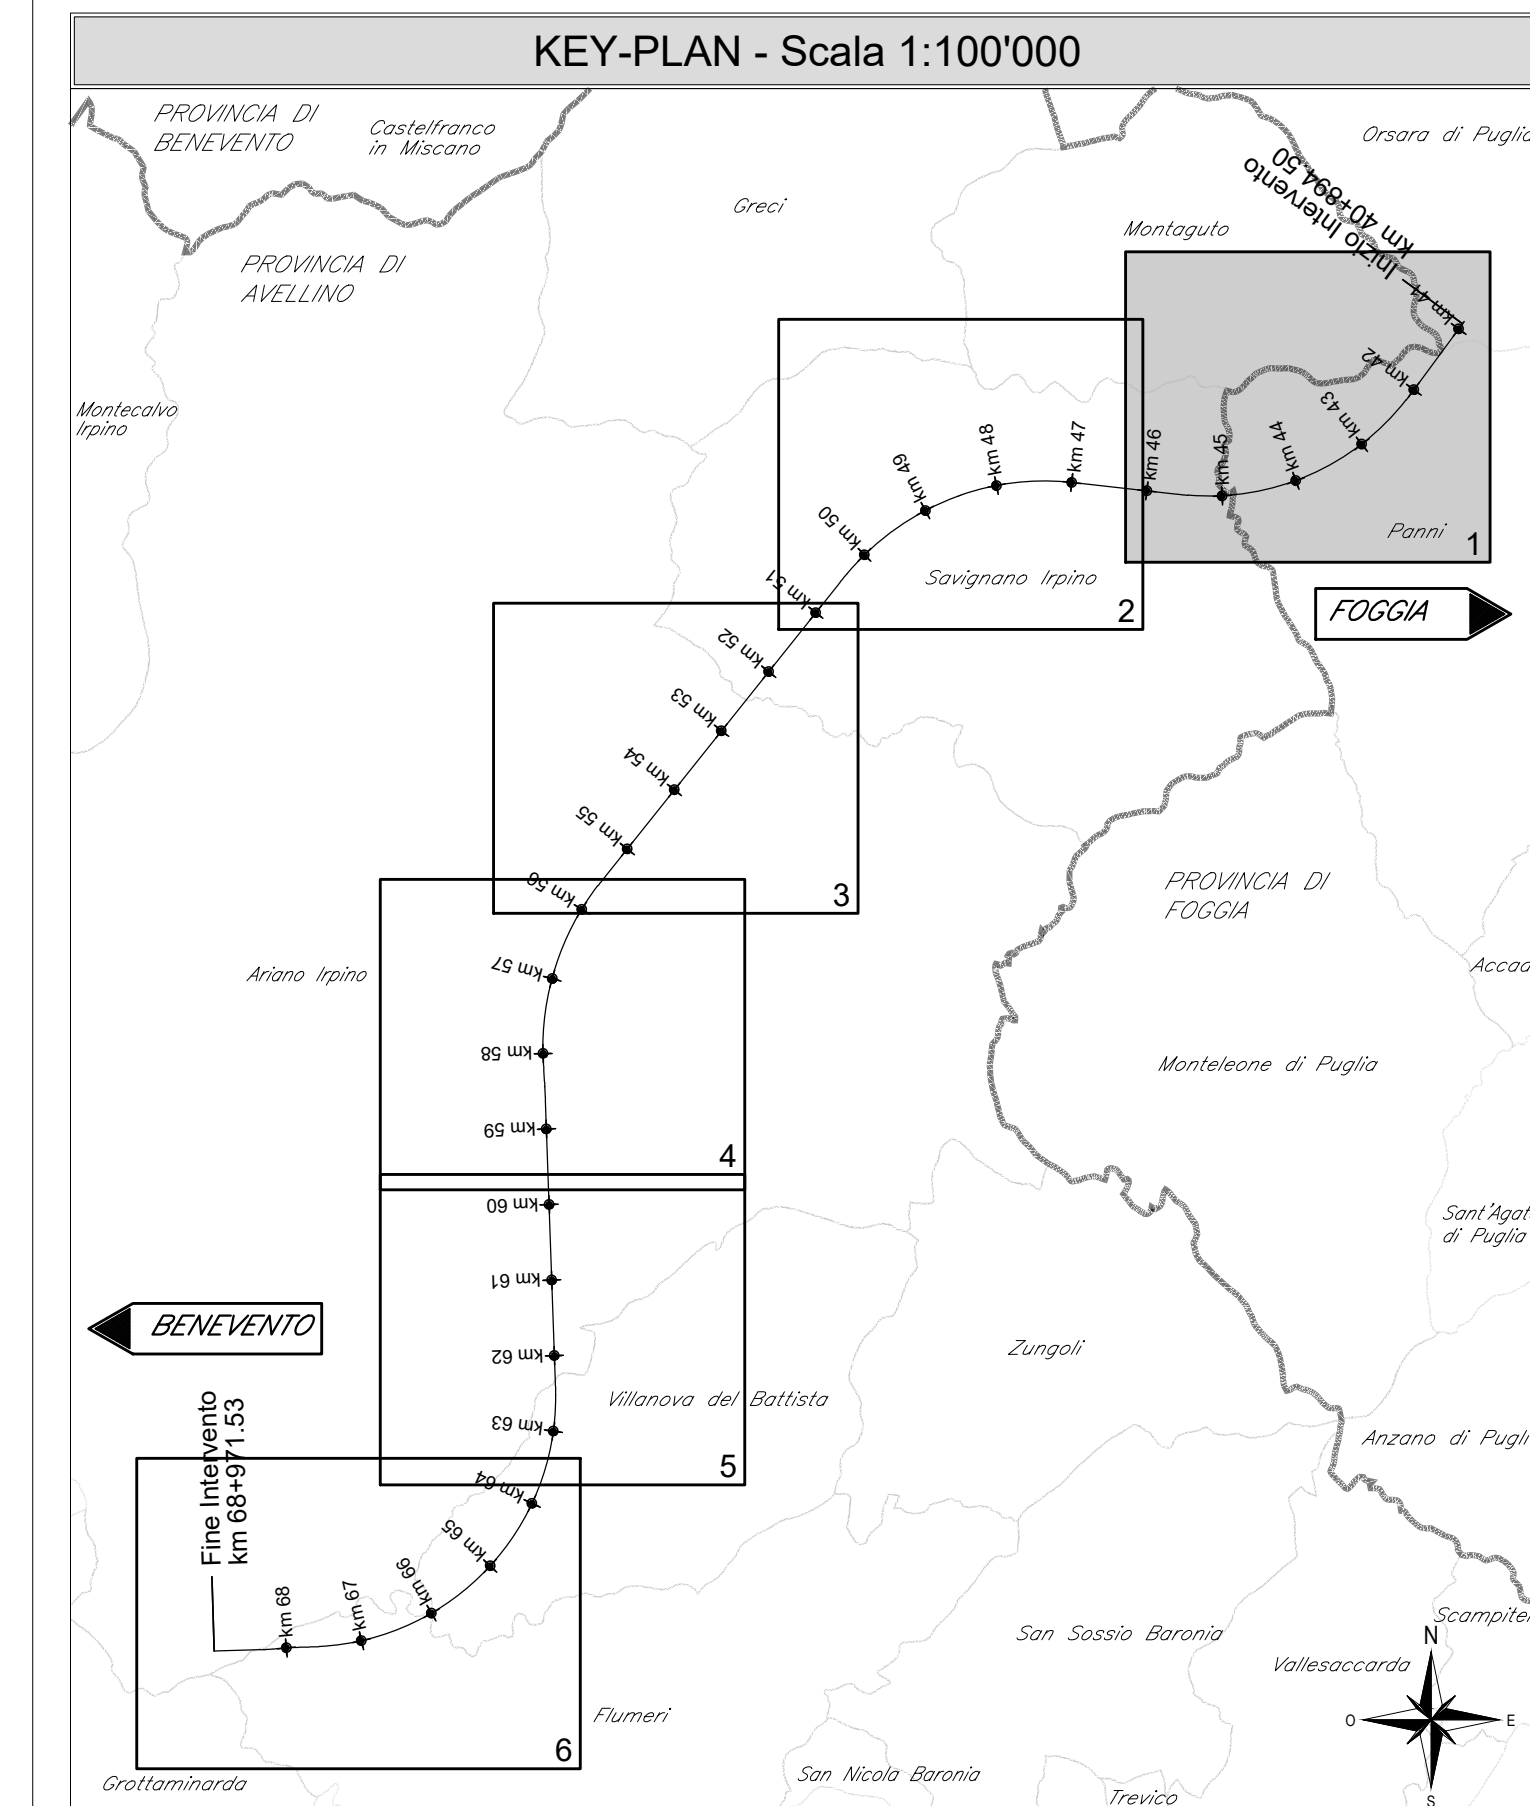 KEY-PLAN - Scala 1:100'000
PROVINCIA DI
BENEVENTO
Castelfranco
in Miscano
Orsara di Puglia
Greci
Montaguto
Inizio Intervento
km 40+894.50
PROVINCIA DI
AVELLINO
km 41
km 42
km 43
km 44
km 45
km 46
km 47
km 48
km 49
km 50
km 51
Montecalvo
Irpino
Panni
1
Savignano Irpino
2
FOGGIA
km 52
km 53
km 54
km 55
km 56
3
PROVINCIA DI
FOGGIA
Ariano Irpino
Accad
km 57
km 58
km 59
4
Monteleone di Puglia
km 60
km 61
km 62
km 63
Sant'Agat
di Puglia
BENEVENTO
Zungoli
Villanova del Battista
5
Anzano di Pugli
Fine Intervento
km 68+971.53
km 64
km 65
km 66
km 67
km 68
6
Scampite
San Sossio Baronia
Vallesaccarda
N
O
E
S
Flumeri
Grottaminarda
San Nicola Baronia
Trevico